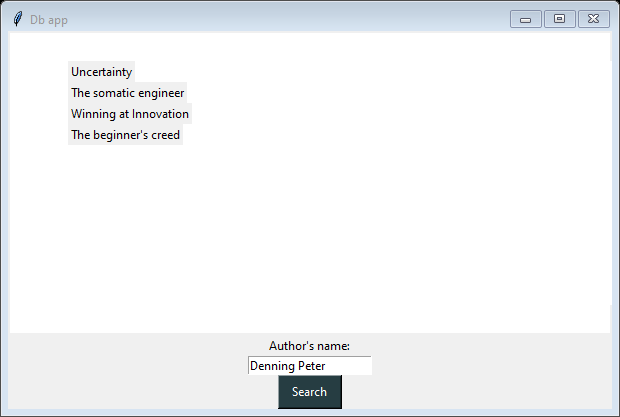 Db app
Uncertainty
The somatic engineer
Winning at Innovation
The beginner's creed
Author's name:
Denning Peter
Search